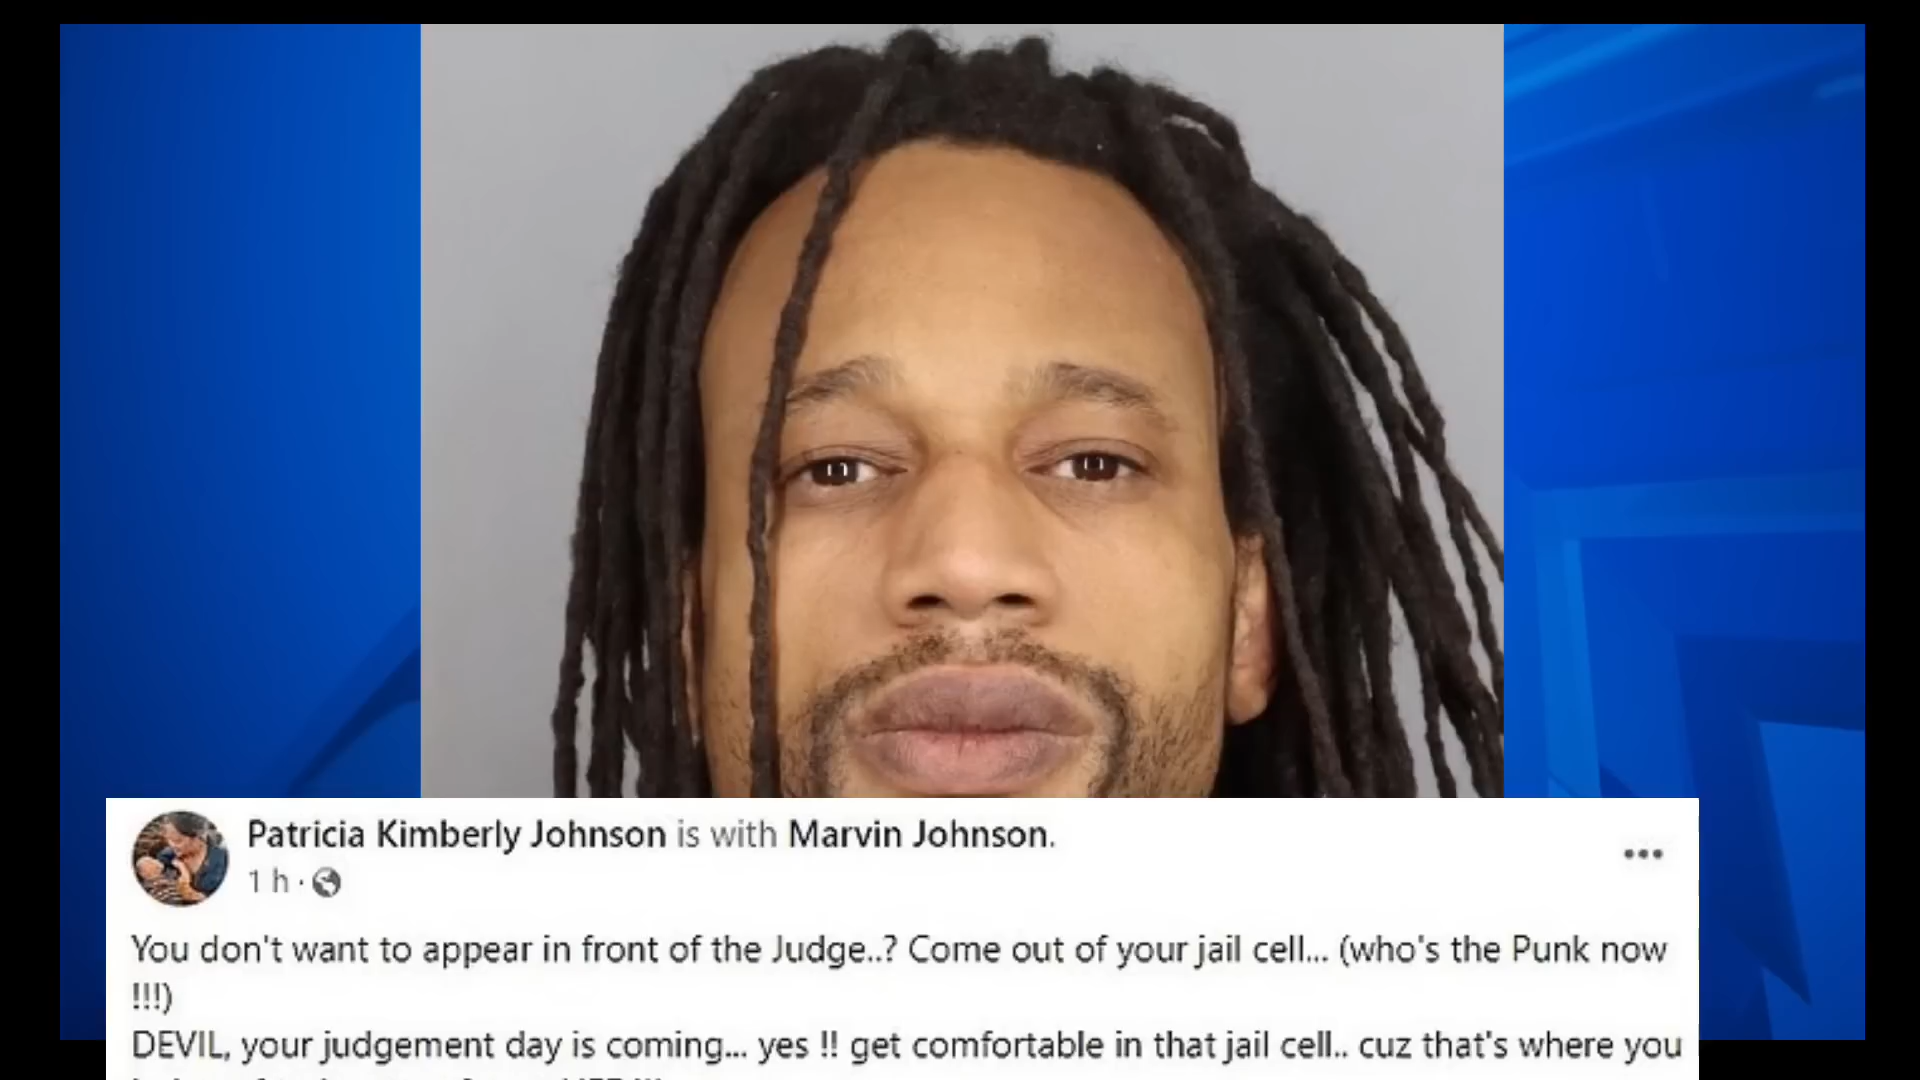 Patricia Kimberly Johnson is with Marvin Johnson.
1 h ·
You don't want to appear in front of the Judge..? Come out of your jail cell... (who's the Punk now
!!!)
DEVIL, your judgement day is coming... yes !! get comfortable in that jail cell.. cuz that's where you